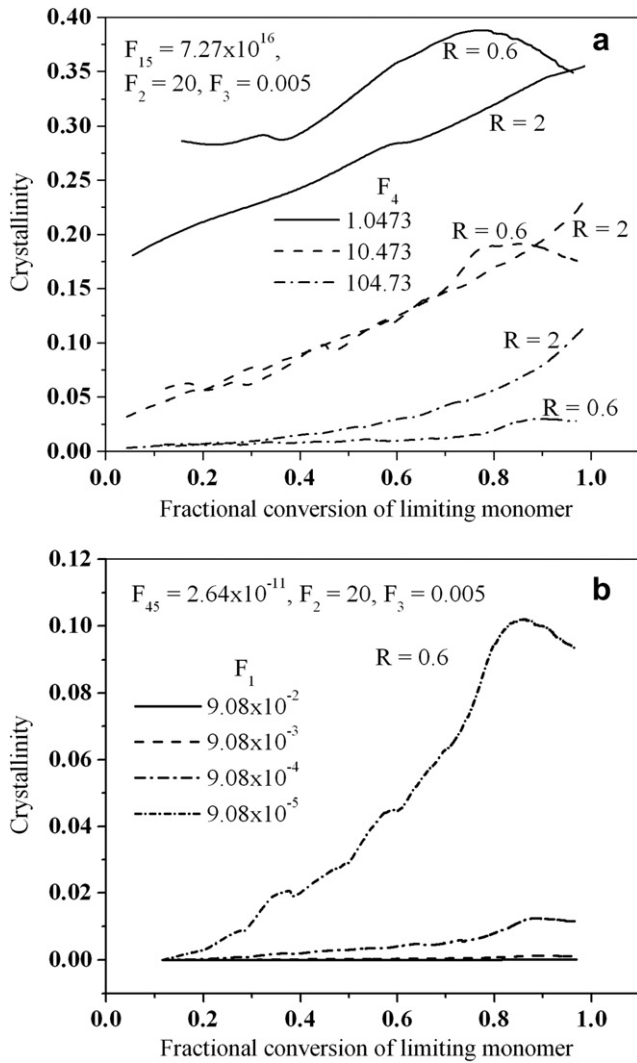 0.40
0.35
0.30
0.25
0.20
0.15
0.10
0.05
0.00
Crystallinity
F₁₅ = 7.27x10¹⁶,
F₂ = 20, F₃ = 0.005
a
R = 0.6
R = 2
F₄
1.0473
10.473
104.73
R = 0.6
R = 2
R = 2
R = 0.6
0.0 0.2 0.4 0.6 0.8 1.0
Fractional conversion of limiting monomer
0.12
0.10
0.08
0.06
0.04
0.02
0.00
Crystallinity
F₄₅ = 2.64x10⁻¹¹, F₂ = 20, F₃ = 0.005
b
R = 0.6
F₁
9.08x10⁻²
9.08x10⁻³
9.08x10⁻⁴
9.08x10⁻⁵
0.0 0.2 0.4 0.6 0.8 1.0
Fractional conversion of limiting monomer